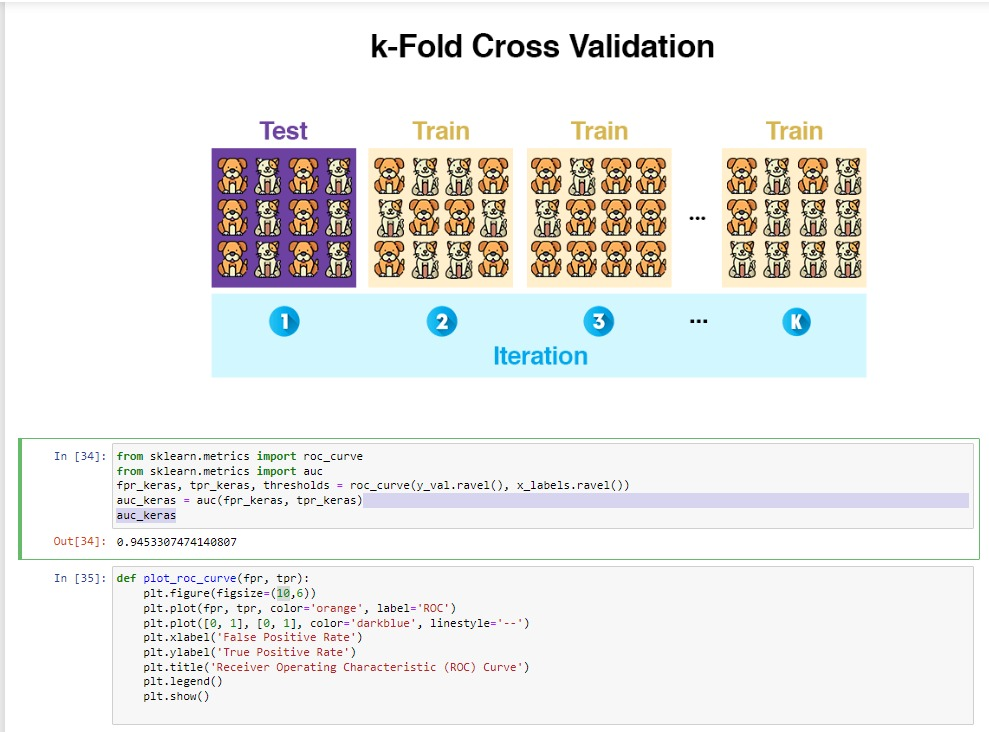 k-Fold Cross Validation
Test Train Train Train
...
1 2 3 ... K
Iteration
In [34]: from sklearn.metrics import roc_curve
from sklearn.metrics import auc
fpr_keras, tpr_keras, thresholds = roc_curve(y_val.ravel(), x_labels.ravel())
auc_keras = auc(fpr_keras, tpr_keras)
auc_keras
Out[34]: 0.9453307474140807
In [35]: def plot_roc_curve(fpr, tpr):
    plt.figure(figsize=(10,6))
    plt.plot(fpr, tpr, color='orange', label='ROC')
    plt.plot([0, 1], [0, 1], color='darkblue', linestyle='--')
    plt.xlabel('False Positive Rate')
    plt.ylabel('True Positive Rate')
    plt.title('Receiver Operating Characteristic (ROC) Curve')
    plt.legend()
    plt.show()